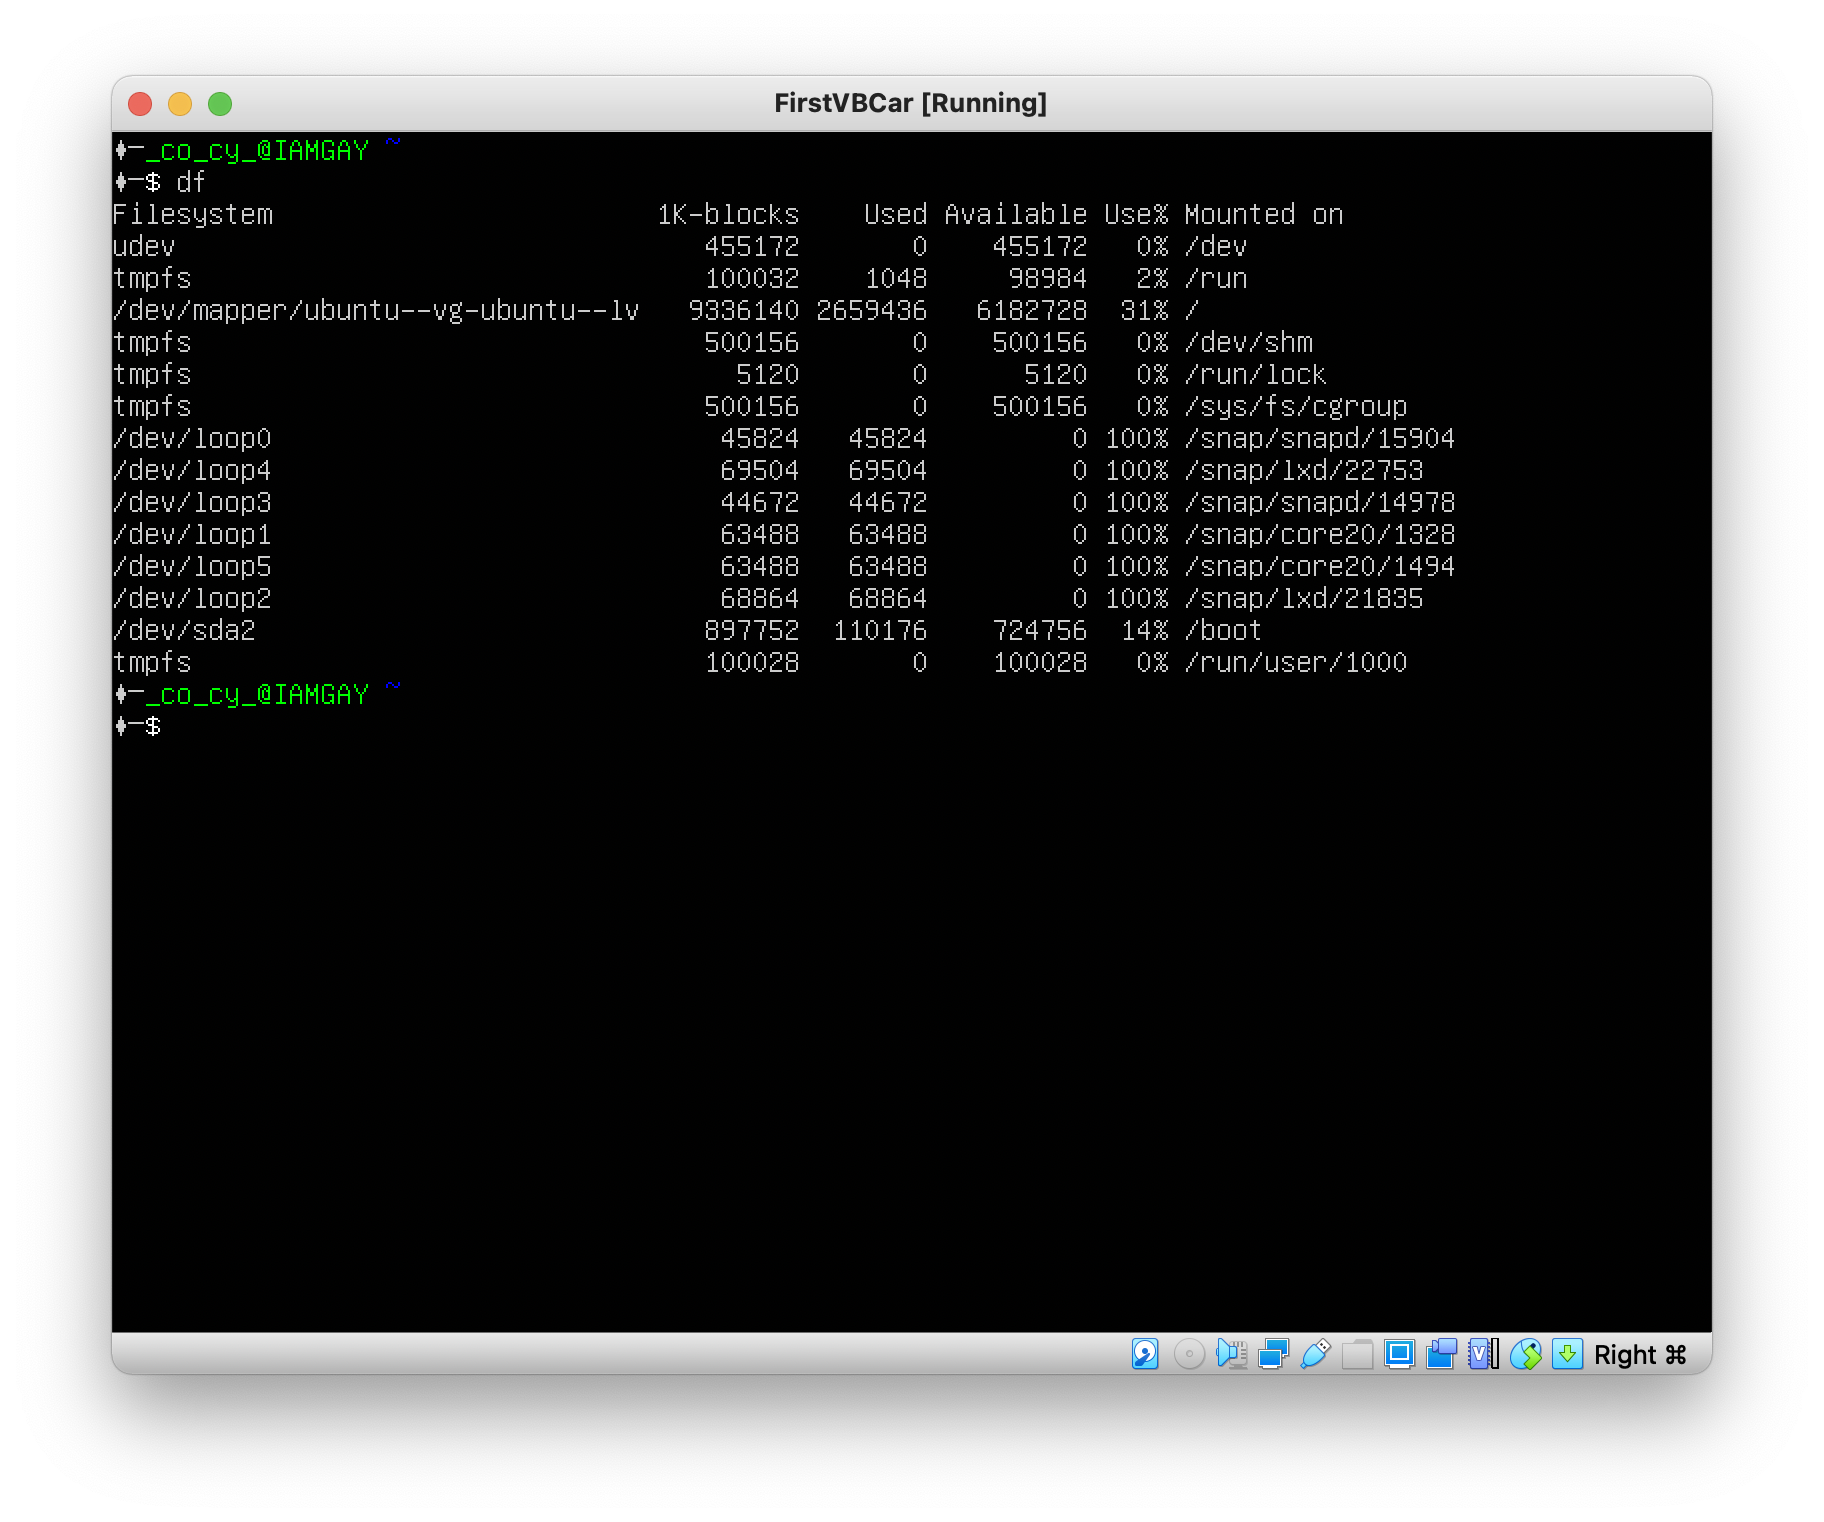 FirstVBCar [Running]
_co_cy_@IAMGAY ~
$ df
Filesystem 1K-blocks Used Available Use% Mounted on
udev 455172 0 455172 0% /dev
tmpfs 100032 1048 98984 2% /run
/dev/mapper/ubuntu--vg-ubuntu--lv 9336140 2659436 6182728 31% /
tmpfs 500156 0 500156 0% /dev/shm
tmpfs 5120 0 5120 0% /run/lock
tmpfs 500156 0 500156 0% /sys/fs/cgroup
/dev/loop0 45824 45824 0 100% /snap/snapd/15904
/dev/loop4 69504 69504 0 100% /snap/lxd/22753
/dev/loop3 44672 44672 0 100% /snap/snapd/14978
/dev/loop1 63488 63488 0 100% /snap/core20/1328
/dev/loop5 63488 63488 0 100% /snap/core20/1494
/dev/loop2 68864 68864 0 100% /snap/lxd/21835
/dev/sda2 897752 110176 724756 14% /boot
tmpfs 100028 0 100028 0% /run/user/1000
_co_cy_@IAMGAY ~
$
Right ⌘